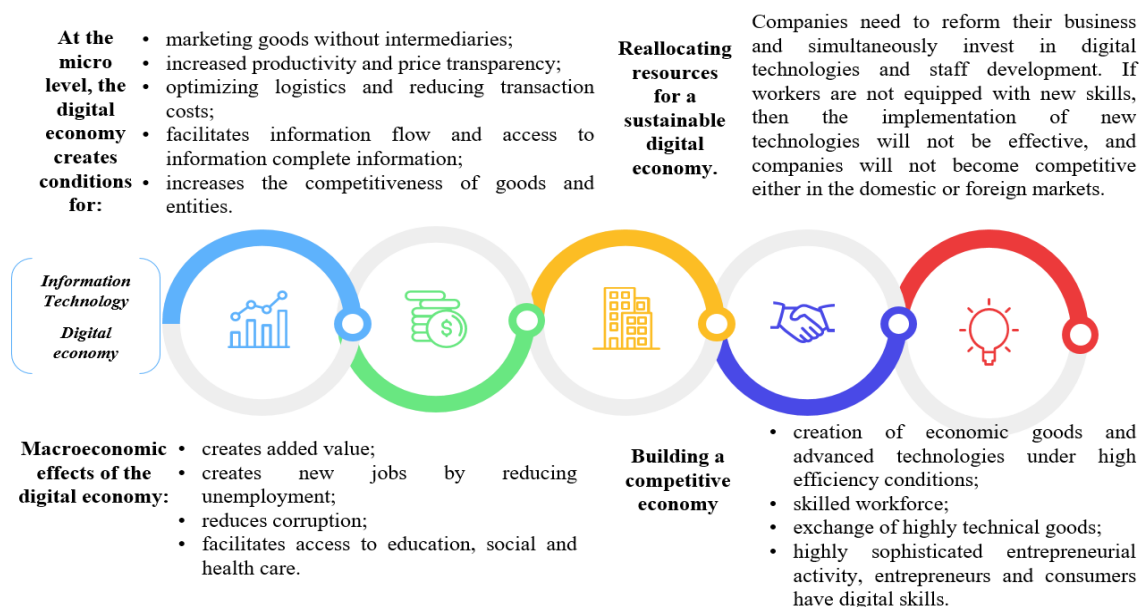 At the
micro
level, the
digital
economy
creates
conditions
for:
• marketing goods without intermediaries;
• increased productivity and price transparency;
• optimizing logistics and reducing transaction
costs;
• facilitates information flow and access to
information complete information;
• increases the competitiveness of goods and
entities.
Reallocating
resources
for a
sustainable
digital
economy.
Companies need to reform their business
and simultaneously invest in digital
technologies and staff development. If
workers are not equipped with new skills,
then the implementation of new
technologies will not be effective, and
companies will not become competitive
either in the domestic or foreign markets.
Information
Technology
Digital
economy
$
Macroeconomic
effects of the
digital economy:
• creates added value;
• creates new jobs by reducing
unemployment;
• reduces corruption;
• facilitates access to education, social and
health care.
Building a
competitive
economy
• creation of economic goods and
advanced technologies under high
efficiency conditions;
• skilled workforce;
• exchange of highly technical goods;
• highly sophisticated entrepreneurial
activity, entrepreneurs and consumers
have digital skills.